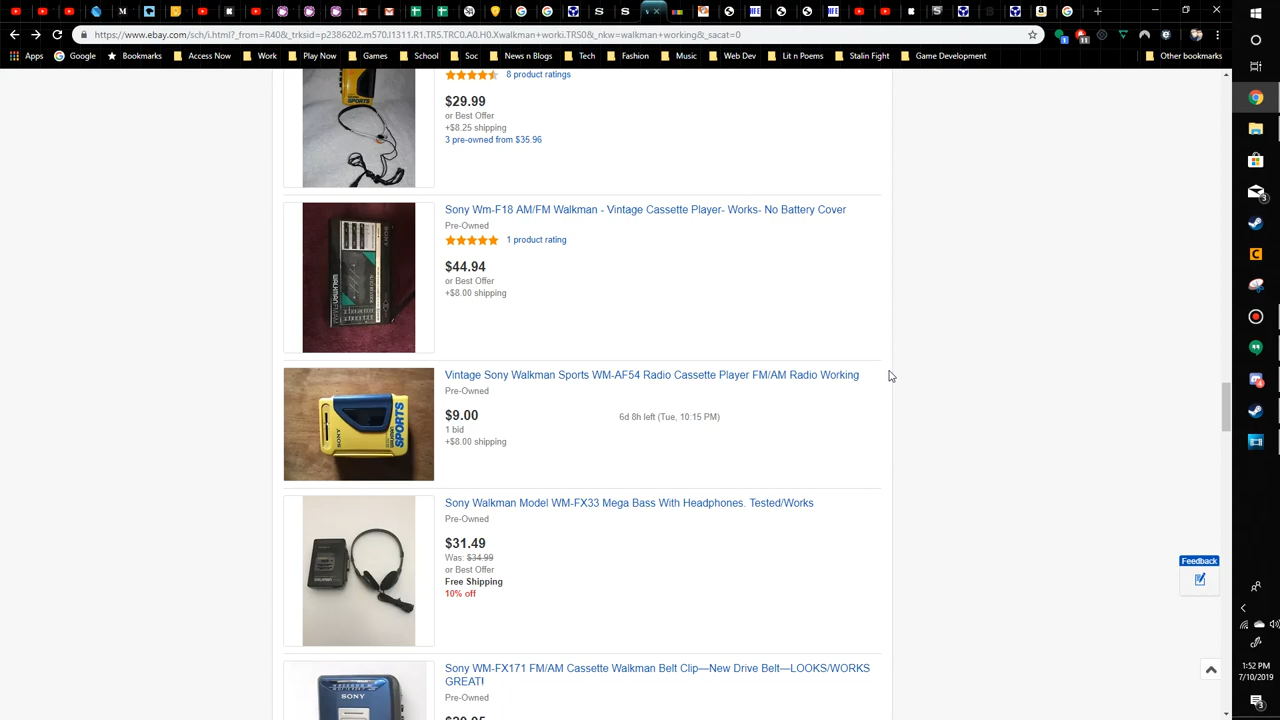 https://www.ebay.com/sch/i.html?_from=R40&_trksid=p2386202.m570.l1311.R1.TR5.TRC0.A0.H0.Xwalkman+worki.TRS0&_nkw=walkman+working&_sacat=0
Apps Google Bookmarks Access Now Work Play Now Games School Soc News n Blogs Tech Fashion Music Web Dev Lit n Poems Stalin Fight Game Development Other bookmarks
8 product ratings
$29.99
or Best Offer
+$8.25 shipping
3 pre-owned from $35.96
SPORTS
Sony Wm-F18 AM/FM Walkman - Vintage Cassette Player- Works- No Battery Cover
Pre-Owned
1 product rating
$44.94
or Best Offer
+$8.00 shipping
SONY
WALKMAN
Vintage Sony Walkman Sports WM-AF54 Radio Cassette Player FM/AM Radio Working
Pre-Owned
$9.00
6d 8h left (Tue, 10:15 PM)
1 bid
+$8.00 shipping
SONY
SPORTS
Sony Walkman Model WM-FX33 Mega Bass With Headphones. Tested/Works
Pre-Owned
$31.49
Was: $34.99
or Best Offer
Free Shipping
10% off
Feedback
Sony WM-FX171 FM/AM Cassette Walkman Belt Clip—New Drive Belt—LOOKS/WORKS
GREAT!
Pre-Owned
SONY
1:52 PM
7/10/2019